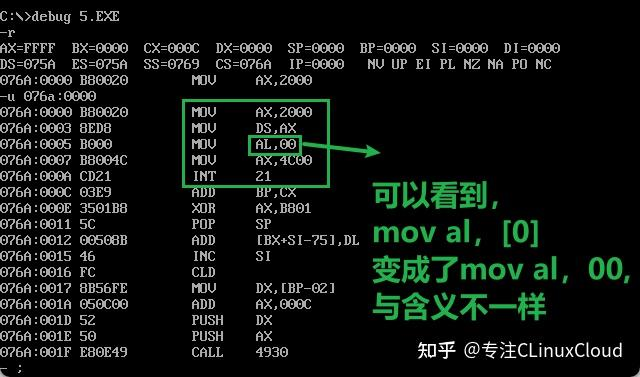 C:\>debug 5.EXE
-r
AX=FFFF  BX=0000  CX=000C  DX=0000  SP=0000  BP=0000  SI=0000  DI=0000
DS=075A  ES=075A  SS=0769  CS=076A  IP=0000   NV UP EI PL NZ NA PO NC
076A:0000 B80020        MOV     AX,2000
-u 076a:0000
076A:0000 B80020        MOV     AX,2000
076A:0003 8ED8          MOV     DS,AX
076A:0005 B000          MOV     AL,00
076A:0007 B8004C        MOV     AX,4C00
076A:000A CD21          INT     21
076A:000C 03E9          ADD     BP,CX
076A:000E 3501B8        XOR     AX,B801
076A:0011 5C            POP     SP
076A:0012 00508B        ADD     [BX+SI-75],DL
076A:0015 46            INC     SI
076A:0016 FC            CLD
076A:0017 8B56FE        MOV     DX,[BP-02]
076A:001A 050C00        ADD     AX,000C
076A:001D 52            PUSH    DX
076A:001E 50            PUSH    AX
076A:001F E80E49        CALL    4930
- ;
可以看到，
mov al，[0]
变成了mov al，00,
与含义不一样
知乎 @专注CLinuxCloud